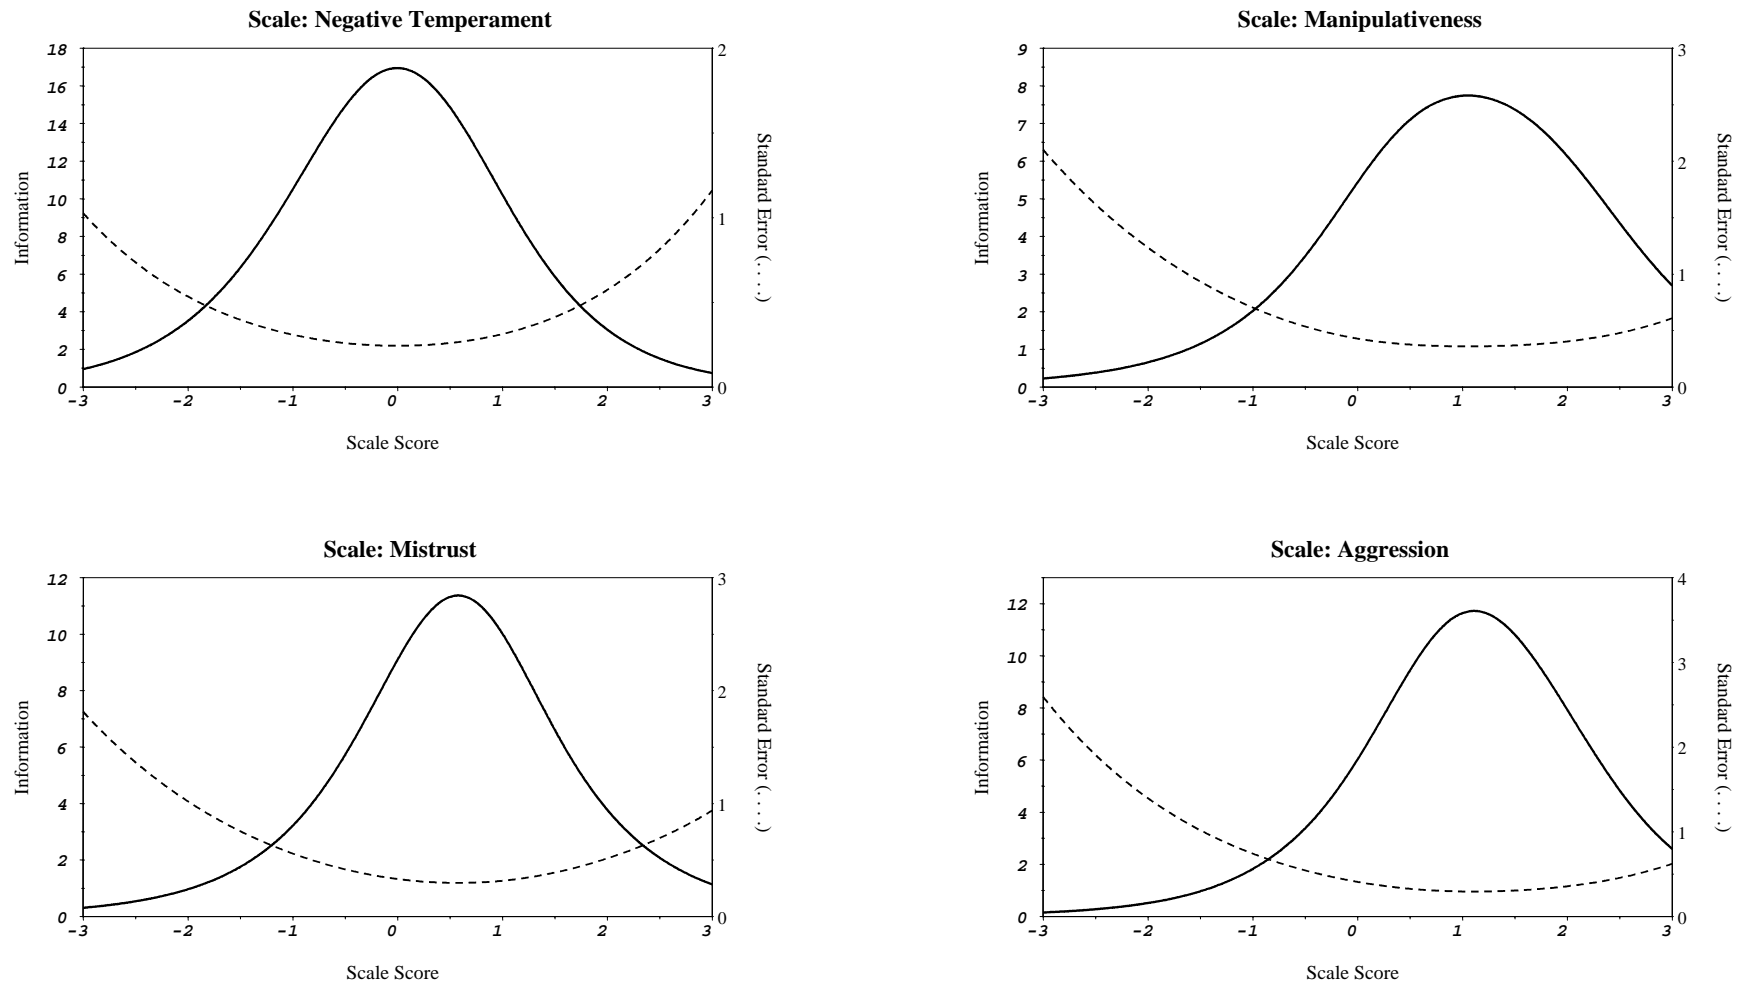 Scale: Negative Temperament
18
16
14
12
10
8
6
4
2
0
2
1
0
-3 -2 -1 0 1 2 3
Information
Standard Error (. . . .)
Scale Score
Scale: Manipulativeness
9
8
7
6
5
4
3
2
1
0
3
2
1
0
-3 -2 -1 0 1 2 3
Information
Standard Error (. . . .)
Scale Score
Scale: Mistrust
12
10
8
6
4
2
0
3
2
1
0
-3 -2 -1 0 1 2 3
Information
Standard Error (. . . .)
Scale Score
Scale: Aggression
12
10
8
6
4
2
0
4
3
2
1
0
-3 -2 -1 0 1 2 3
Information
Standard Error (. . . .)
Scale Score